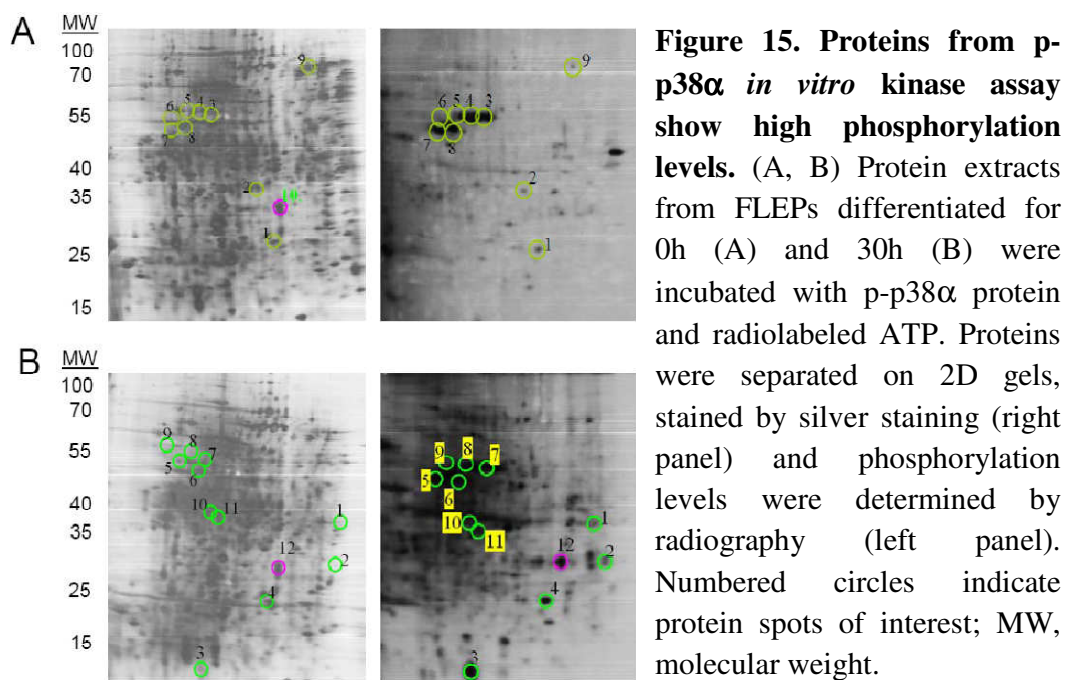 A
MW
100
70
55
40
35
25
15
9
6 5 4 3
7 8
2
10
1
9
6 5 4 3
7 8
2
1
B
MW
100
70
55
40
35
25
15
9 8 7
5 6
10 11
1
12
2
4
3
9 8 7
5
6
10
11
1
12
2
4
3
Figure 15. Proteins from p-
p38α in vitro kinase assay
show high phosphorylation
levels. (A, B) Protein extracts
from FLEPs differentiated for
0h (A) and 30h (B) were
incubated with p-p38α protein
and radiolabeled ATP. Proteins
were separated on 2D gels,
stained by silver staining (right
panel) and phosphorylation
levels were determined by
radiography (left panel).
Numbered circles indicate
protein spots of interest; MW,
molecular weight.